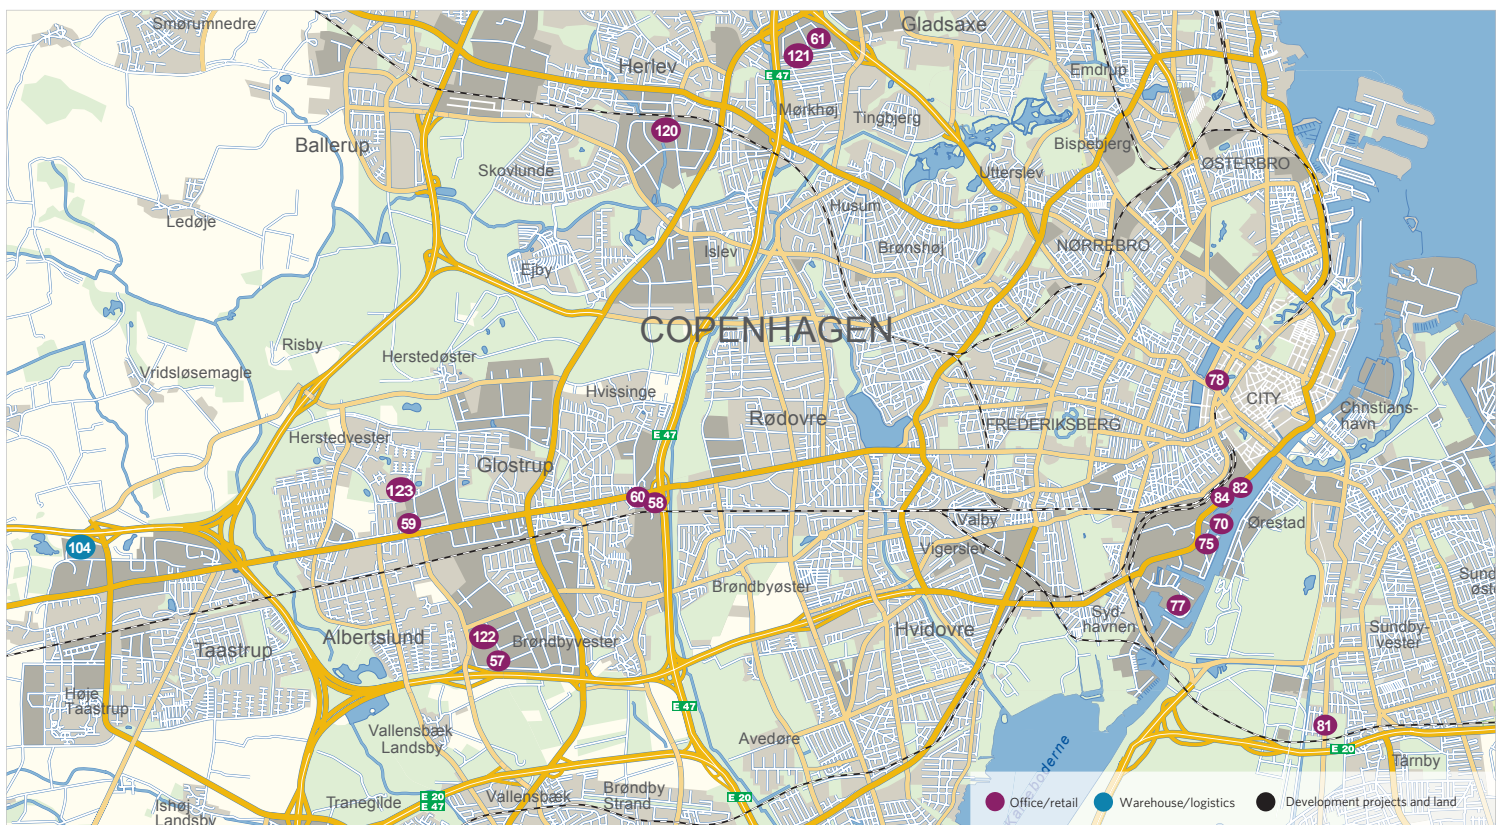 Smørumnedre
Gladsaxe
61
121
Herlev
E 47
Emdrup
Mørkhøj
Tingbjerg
120
Ballerup
Bispebjerg
ØSTERBRO
Skovlunde
Utterslev
Husum
Ledøje
Islev
Brønshøj
NØRREBRO
Ejby
COPENHAGEN
Risby
Herstedøster
Vridsløsemagle
Hvissinge
78
CITY
Rødovre
Christians-
havn
FREDERIKSBERG
Herstedvester
E 47
Glostrup
123
60
58
82
84
59
70
Ørestad
Valby
75
104
Vigerslev
Brøndbyøster
77
Syd-
havnen
Sund
øst
Hvidovre
Sundby-
vester
Albertslund
122
Brøndbyvester
Taastrup
57
Høje
Taastrup
E 47
81
Vallensbæk
Landsby
Avedøre
E 20
Tårnby
Kalveboderne
Brøndby
Strand
Vallensbæk
E 20
E 20
E 47
Tranegilde
Ishøj
Landsby
Office/retail
Warehouse/logistics
Development projects and land